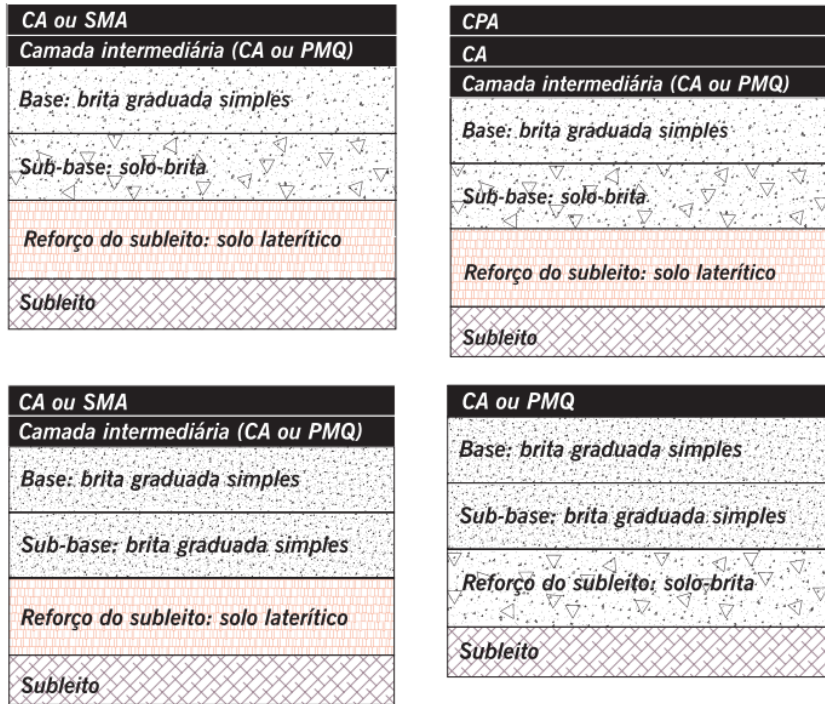 CA ou SMA
Camada intermediária (CA ou PMQ)
Base: brita graduada simples
Sub-base: solo-brita
Reforço do subleito: solo laterítico
Subleito
CPA
CA
Camada intermediária (CA ou PMQ)
Base: brita graduada simples
Sub-base: solo-brita
Reforço do subleito: solo laterítico
Subleito
CA ou SMA
Camada intermediária (CA ou PMQ)
Base: brita graduada simples
Sub-base: brita graduada simples
Reforço do subleito: solo laterítico
Subleito
CA ou PMQ
Base: brita graduada simples
Sub-base: brita graduada simples
Reforço do subleito: solo-brita
Subleito